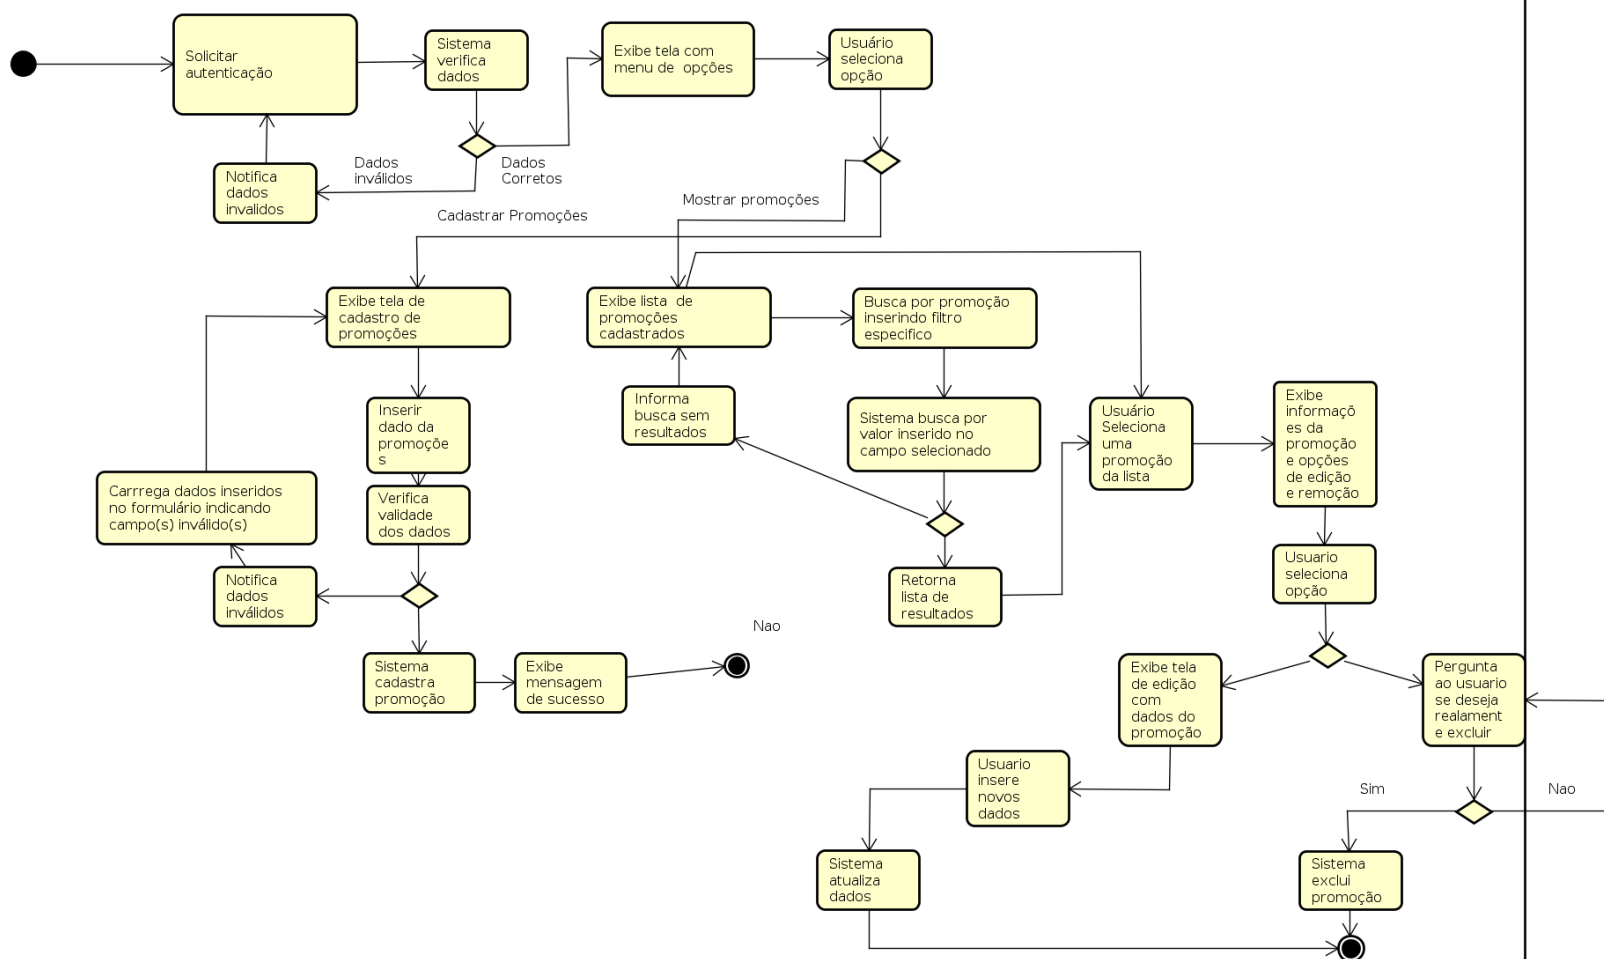 Solicitar
autenticação
Sistema
verifica
dados
Exibe tela com
menu de  opções
Usuário
seleciona
opção
Dados
inválidos
Dados
Corretos
Notifica
dados
invalidos
Mostrar promoções
Cadastrar Promoções
Exibe tela de
cadastro de
promoções
Exibe lista  de
promoções
cadastrados
Busca por promoção
inserindo filtro
especifico
Inserir
dado da
promoçõe
s
Informa
busca sem
resultados
Sistema busca por
valor inserido no
campo selecionado
Usuário
Seleciona
uma
promoção
da lista
Exibe
informaçõ
es da
promoção
e opções
de edição
e remoção
Carrrega dados inseridos
no formulário indicando
campo(s) inválido(s)
Verifica
validade
dos dados
Notifica
dados
inválidos
Retorna
lista de
resultados
Usuario
seleciona
opção
Nao
Sistema
cadastra
promoção
Exibe
mensagem
de sucesso
Exibe tela
de edição
com
dados do
promoção
Pergunta
ao usuario
se deseja
realament
e excluir
Usuario
insere
novos
dados
Sim
Nao
Sistema
atualiza
dados
Sistema
exclui
promoção